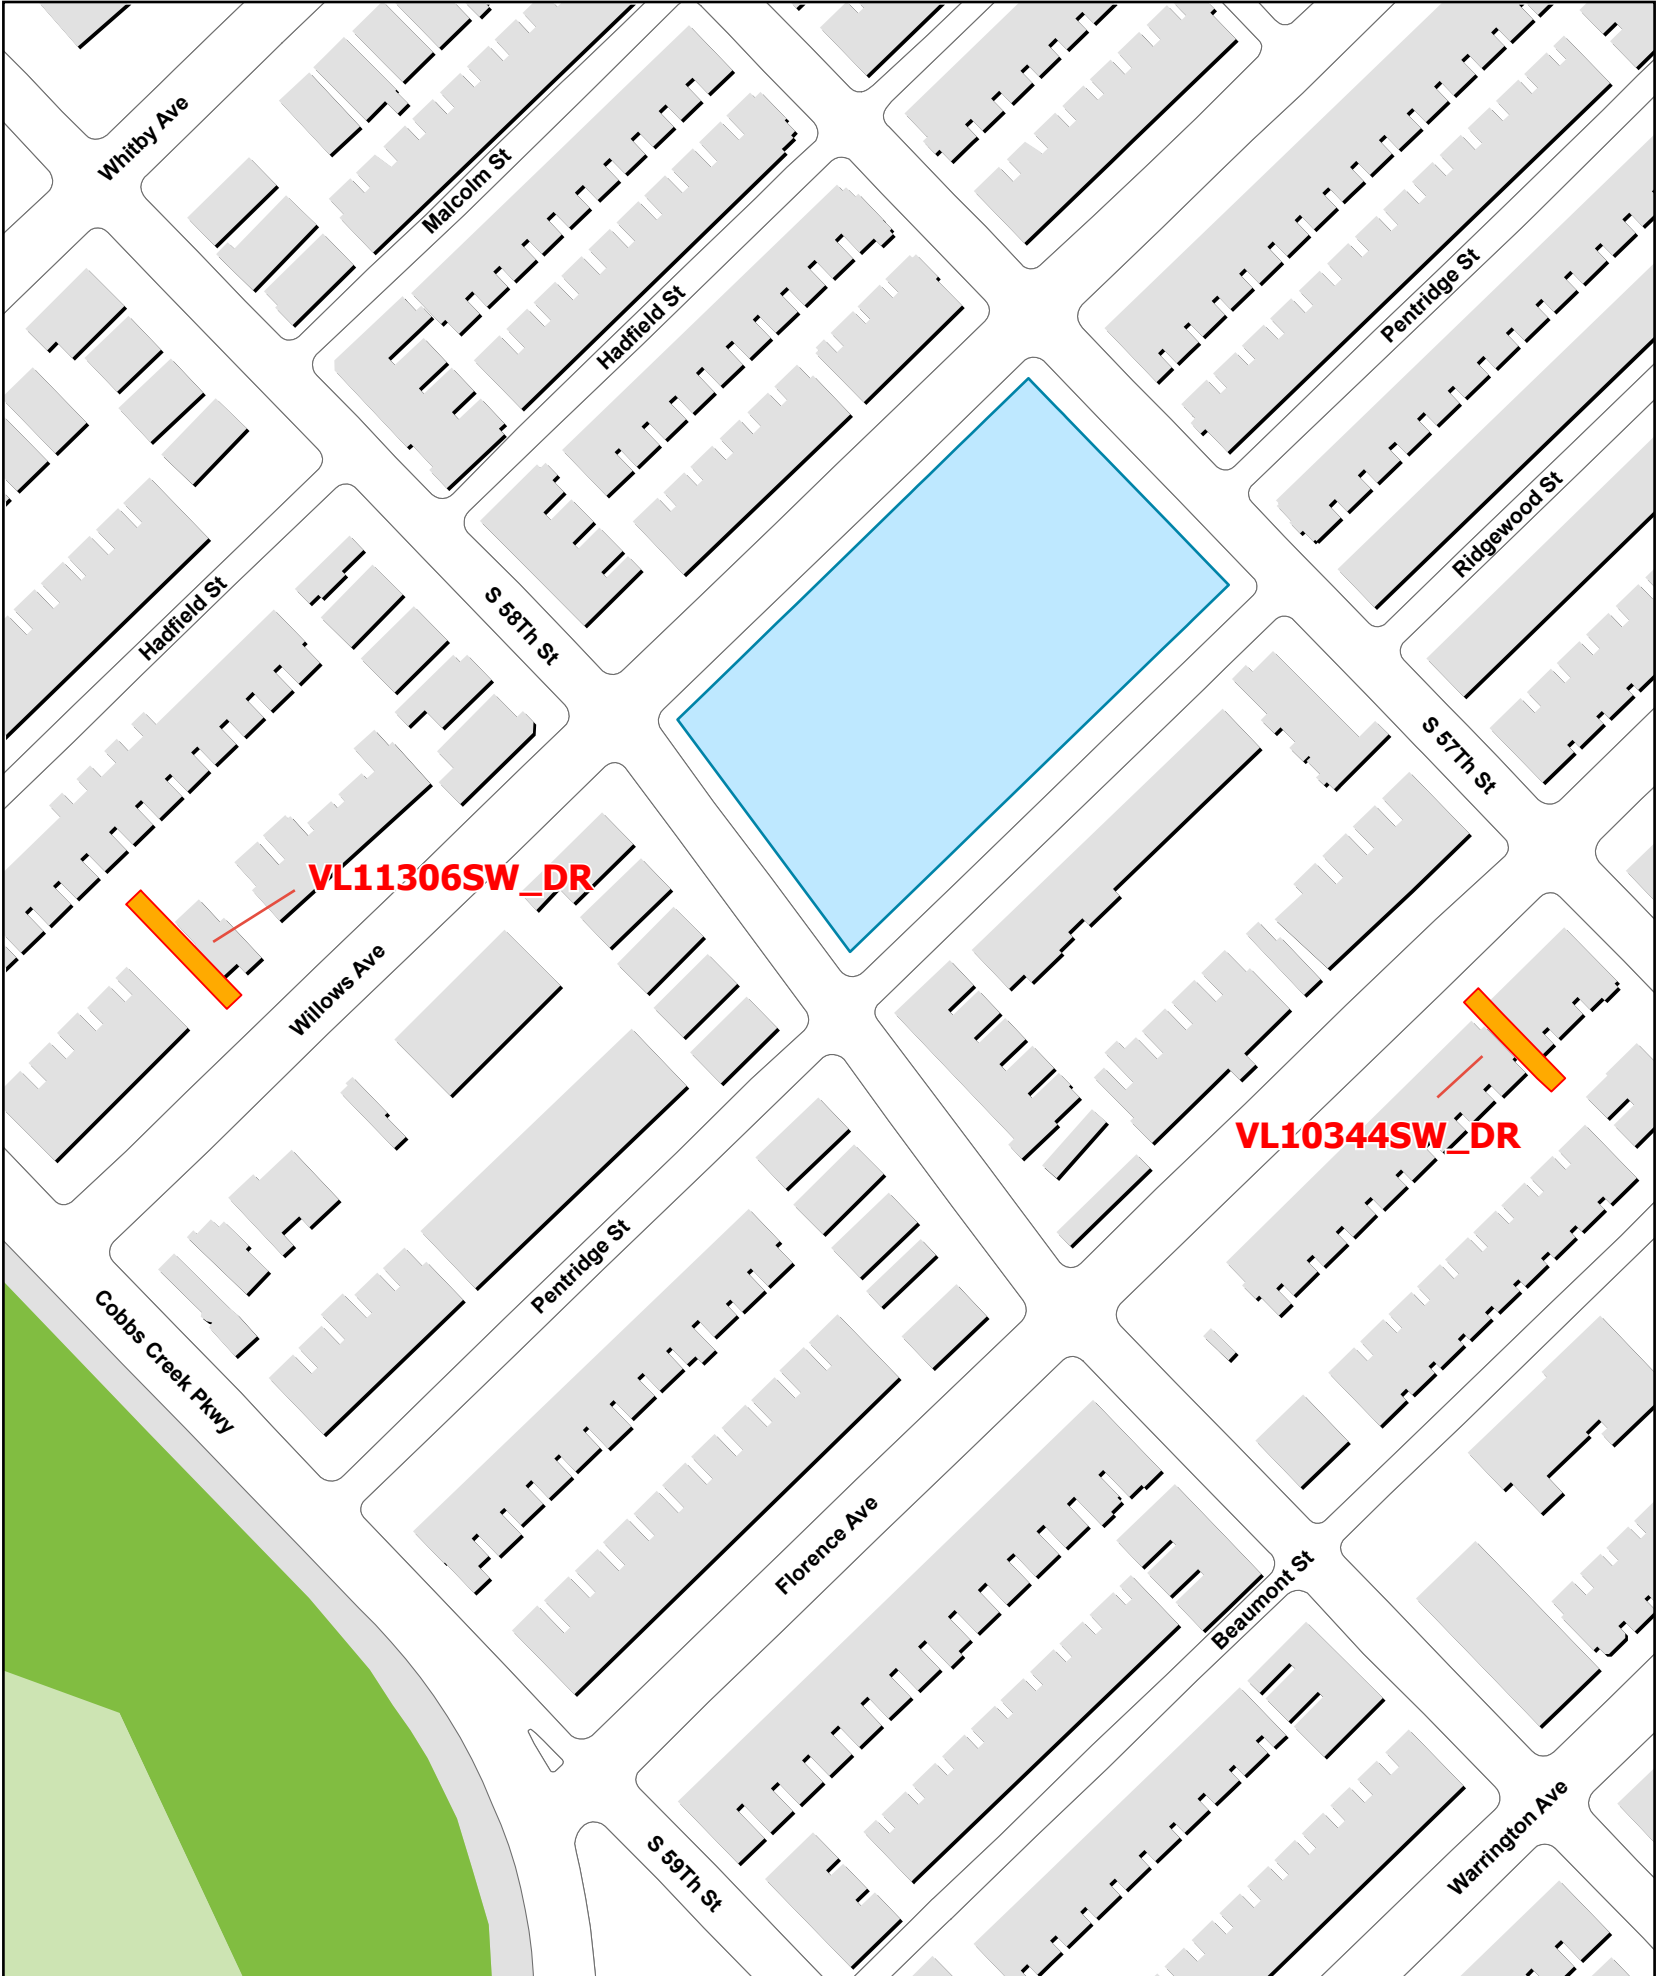 Whitby Ave
Malcolm St
Hadfield St
Pentridge St
Ridgewood St
Hadfield St
S 58Th St
S 57Th St
VL11306SW_DR
Willows Ave
VL10344SW_DR
Pentridge St
Cobbs Creek Pkwy
Florence Ave
Beaumont St
Warrington Ave
S 59Th St